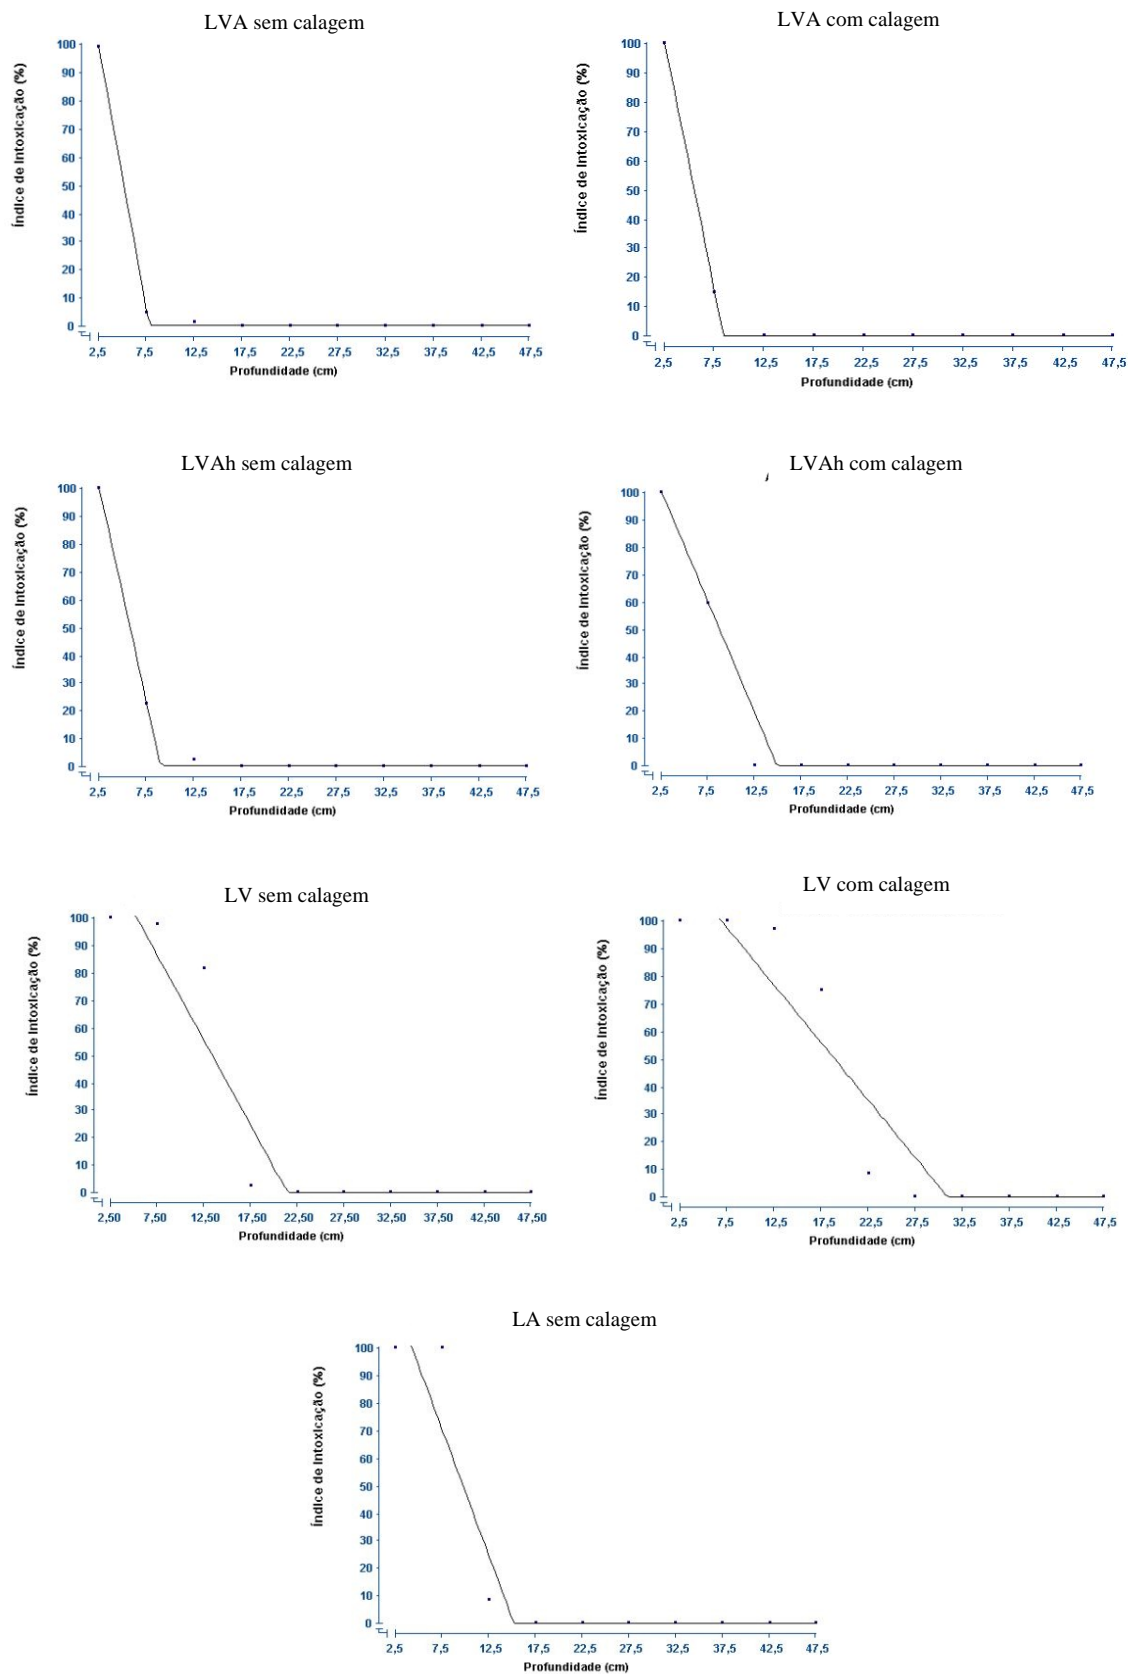 LVA sem calagem
Índice de Intoxicação (%)
100
90
80
70
60
50
40
30
20
10
0
2,5 7,5 12,5 17,5 22,5 27,5 32,5 37,5 42,5 47,5
Profundidade (cm)
LVA com calagem
Índice de Intoxicação (%)
100
90
80
70
60
50
40
30
20
10
0
2,5 7,5 12,5 17,5 22,5 27,5 32,5 37,5 42,5 47,5
Profundidade (cm)
LVAh sem calagem
Índice de Intoxicação (%)
100
90
80
70
60
50
40
30
20
10
0
2,5 7,5 12,5 17,5 22,5 27,5 32,5 37,5 42,5 47,5
Profundidade (cm)
LVAh com calagem
Índice de Intoxicação (%)
100
90
80
70
60
50
40
30
20
10
0
2,5 7,5 12,5 17,5 22,5 27,5 32,5 37,5 42,5 47,5
Profundidade (cm)
LV sem calagem
Índice de Intoxicação (%)
100
90
80
70
60
50
40
30
20
10
0
2,50 7,50 12,50 17,50 22,50 27,50 32,50 37,50 42,50 47,50
Profundidade (cm)
LV com calagem
Índice de Intoxicação (%)
100
90
80
70
60
50
40
30
20
10
0
2,5 7,5 12,5 17,5 22,5 27,5 32,5 37,5 42,5 47,5
Profundidade (cm)
LA sem calagem
Índice de Intoxicação (%)
100
90
80
70
60
50
40
30
20
10
0
2,5 7,5 12,5 17,5 22,5 27,5 32,5 37,5 42,5 47,5
Profundidade (cm)